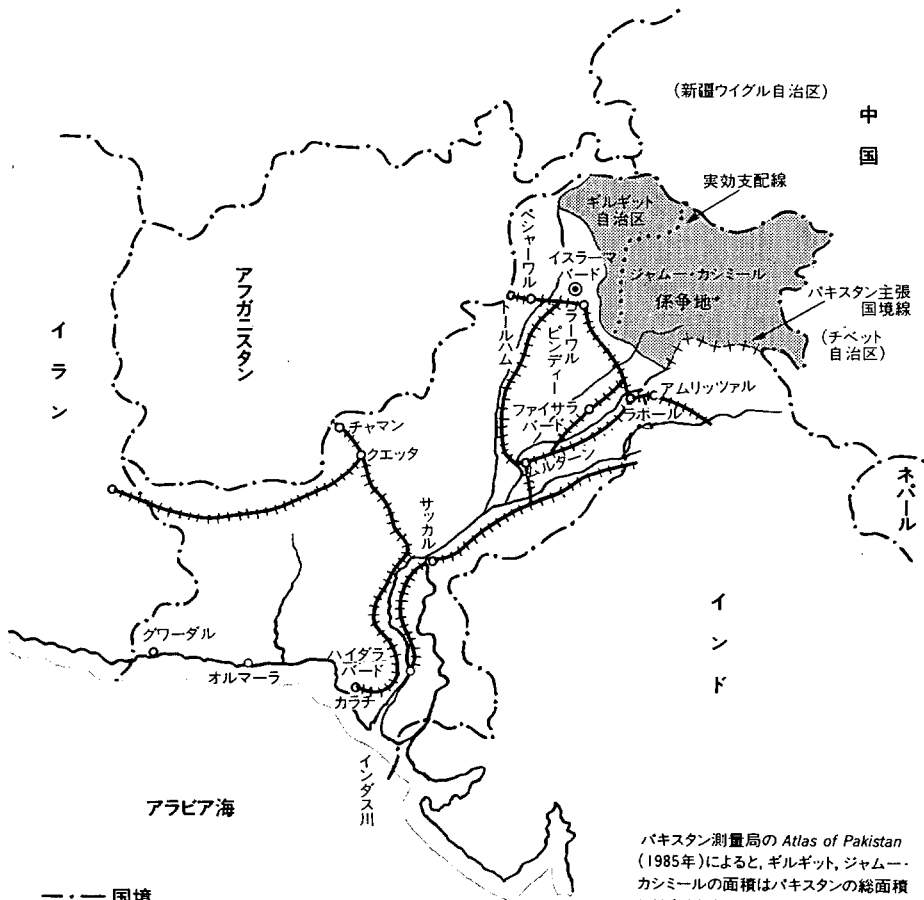 (新疆ウイグル自治区)
中国
実効支配線
ギルギット
自治区
ペシャーワル
イスラーマ
バード
ジャムー・カシミール
係争地*
パキスタン主張
国境線
(チベット
自治区)
アフガニスタン
イラン
トールハム
ラーワル
ピンディー
アムリッツァル
ファイサラ
バード
ラホール
チャマン
クエッタ
ムルターン
サッカル
ネパール
インド
グワーダル
オルマーラ
ハイダラ
バード
カラチ
インダス川
アラビア海
パキスタン測量局の Atlas of Pakistan
(1985年)によると, ギルギット, ジャムー・
カシミールの面積はパキスタンの総面積
国境